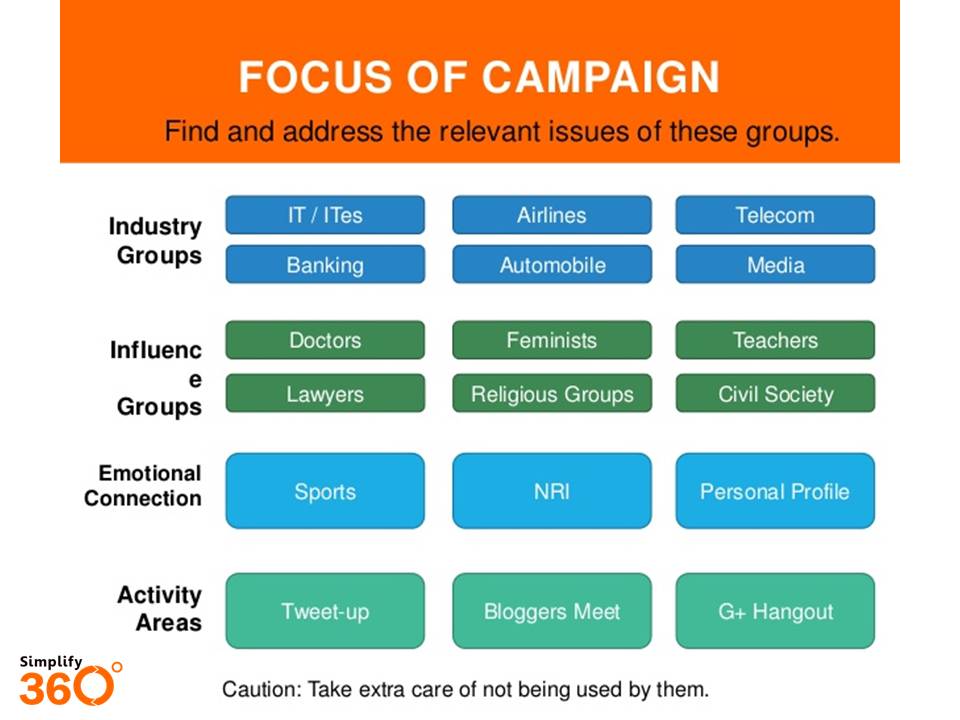 FOCUS OF CAMPAIGN
Find and address the relevant issues of these groups.
Industry
Groups
IT / ITes
Airlines
Telecom
Banking
Automobile
Media
Influenc
e
Groups
Doctors
Feminists
Teachers
Lawyers
Religious Groups
Civil Society
Emotional
Connection
Sports
NRI
Personal Profile
Activity
Areas
Tweet-up
Bloggers Meet
G+ Hangout
Simplify
360°
Caution: Take extra care of not being used by them.